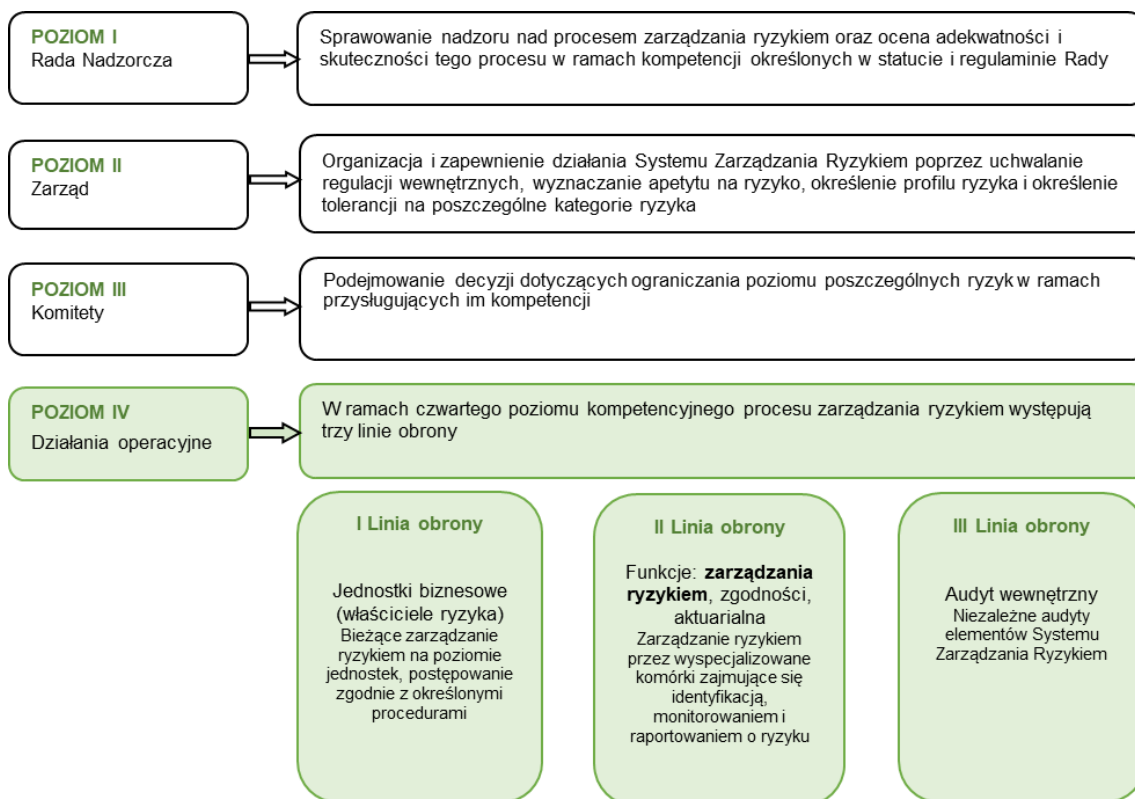 POZIOM I
Rada Nadzorcza
Sprawowanie nadzoru nad procesem zarządzania ryzykiem oraz ocena adekwatności i
skuteczności tego procesu w ramach kompetencji określonych w statucie i regulaminie Rady
POZIOM II
Zarząd
Organizacja i zapewnienie działania Systemu Zarządzania Ryzykiem poprzez uchwalanie
regulacji wewnętrznych, wyznaczanie apetytu na ryzyko, określenie profilu ryzyka i określenie
tolerancji na poszczególne kategorie ryzyka
POZIOM III
Komitety
Podejmowanie decyzji dotyczących ograniczania poziomu poszczególnych ryzyk w ramach
przysługujących im kompetencji
POZIOM IV
Działania operacyjne
W ramach czwartego poziomu kompetencyjnego procesu zarządzania ryzykiem występują
trzy linie obrony
I Linia obrony
Jednostki biznesowe
(właściciele ryzyka)
Bieżące zarządzanie
ryzykiem na poziomie
jednostek, postępowanie
zgodnie z określonymi
procedurami
II Linia obrony
Funkcje: zarządzania
ryzykiem, zgodności,
aktuarialna
Zarządzanie ryzykiem
przez wyspecjalizowane
komórki zajmujące się
identyfikacją,
monitorowaniem i
raportowaniem o ryzyku
III Linia obrony
Audyt wewnętrzny
Niezależne audyty
elementów Systemu
Zarządzania Ryzykiem